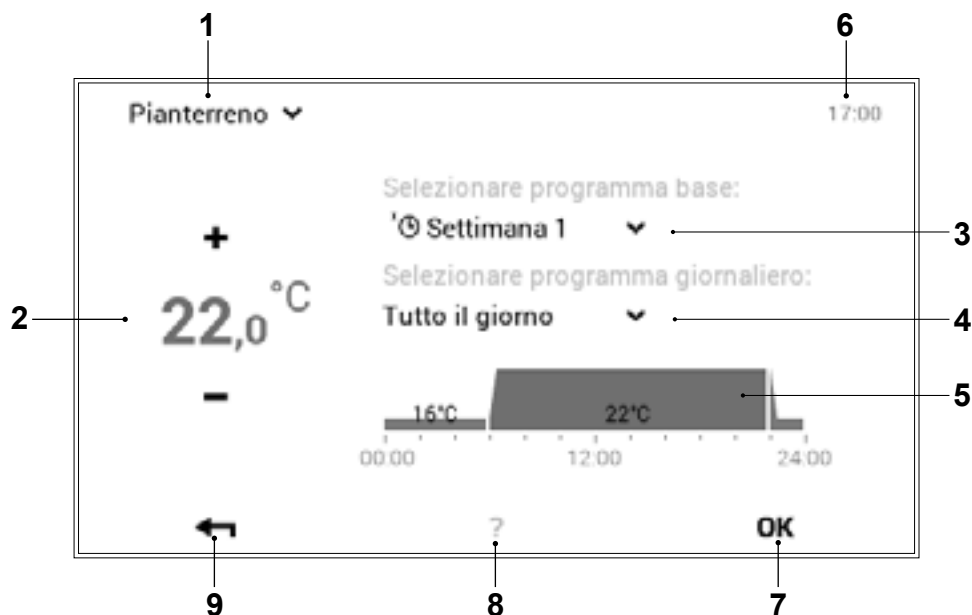 1
6
Pianterreno
17:00
Selezionare programma base:
Settimana 1
3
+
Selezionare programma giornaliero:
2
22,0 °C
Tutto il giorno
4
−
16°C
22°C
5
00:00
12:00
24:00
?
OK
9
8
7